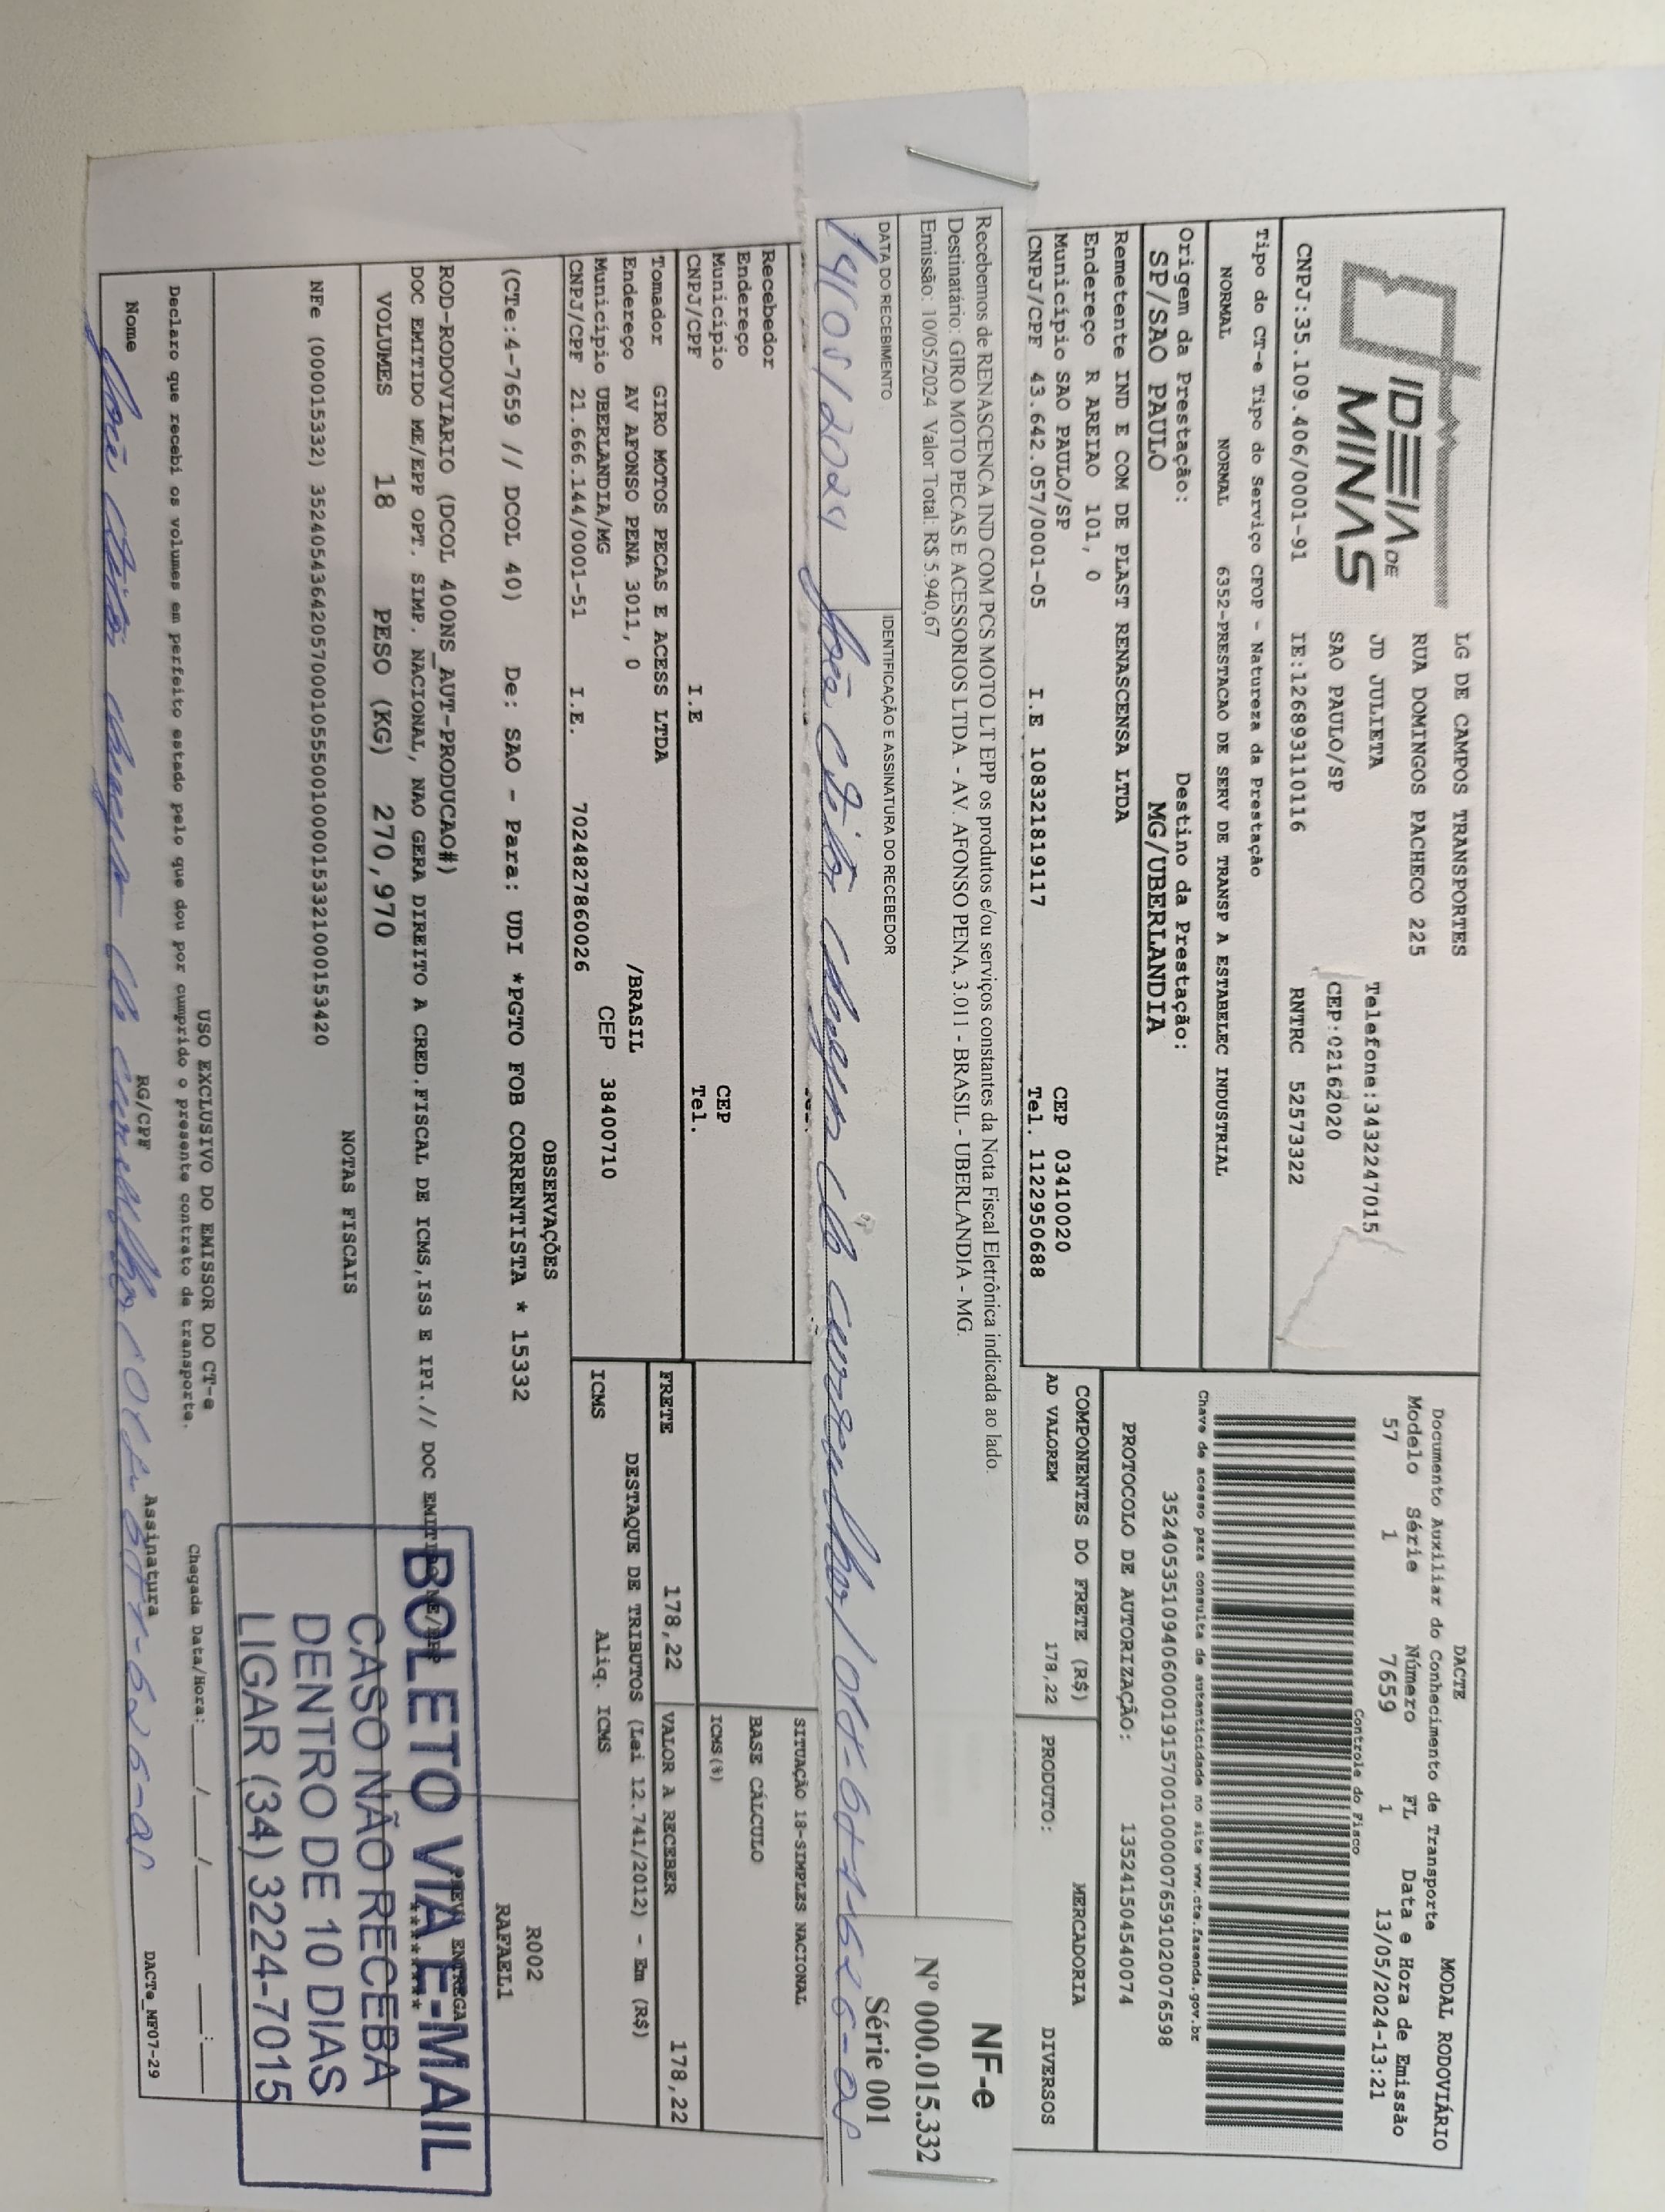 IDEIA DE
MINAS
LG DE CAMPOS TRANSPORTES
RUA DOMINGOS PACHECO 225
JD JULIETA Telefone:3432247015
SAO PAULO/SP CEP:02162020
CNPJ:35.109.406/0001-91 IE:126893110116 RNTRC 52573322
DACTE MODAL RODOVIÁRIO
Documento Auxiliar do Conhecimento de Transporte
Modelo Série Número FL Data e Hora de Emissão
57 1 7659 1 13/05/2024-13:21
Controle do Fisco
Tipo do CT-e Tipo do Serviço CFOP - Natureza da Prestação
NORMAL NORMAL 6352-PRESTACAO DE SERV DE TRANSP A ESTABELEC INDUSTRIAL
Chave de acesso para consulta de autenticidade no site www.cte.fazenda.gov.br
35240535109406000191570010000076591020076598
Origem da Prestação: Destino da Prestação:
SP/SAO PAULO MG/UBERLANDIA
PROTOCOLO DE AUTORIZAÇÃO: 135241504540074
Remetente IND E COM DE PLAST RENASCENSA LTDA
Endereço R AREIAO 101, 0
Município SAO PAULO/SP CEP 03410020
CNPJ/CPF 43.642.057/0001-05 I.E 108321819117 Tel. 1122950688
COMPONENTES DO FRETE (R$) MERCADORIA
AD VALOREM 178,22 PRODUTO: DIVERSOS
Recebemos de RENASCENCA IND COM PCS MOTO LT EPP os produtos e/ou serviços constantes da Nota Fiscal Eletrônica indicada ao lado.
Destinatário: GIRO MOTO PECAS E ACESSORIOS LTDA - AV. AFONSO PENA, 3.011 - BRASIL - UBERLANDIA - MG.
Emissão: 10/05/2024 Valor Total: R$ 5.940,67
NF-e
Nº 000.015.332
Série 001
DATA DO RECEBIMENTO IDENTIFICAÇÃO E ASSINATURA DO RECEBEDOR
14/05/2024
Recebedor
Endereço
Município CEP
CNPJ/CPF I.E Tel.
SITUAÇÃO 18-SIMPLES NACIONAL
BASE CÁLCULO
ICMS(%)
Tomador GIRO MOTOS PECAS E ACESS LTDA
Endereço AV AFONSO PENA 3011, 0 /BRASIL
Município UBERLANDIA/MG CEP 38400710
CNPJ/CPF 21.666.144/0001-51 I.E. 7024827860026
FRETE 178,22 VALOR A RECEBER 178,22
DESTAQUE DE TRIBUTOS (Lei 12.741/2012) - Em (R$)
ICMS Aliq. ICMS
OBSERVAÇÕES
(CTe:4-7659 // DCOL 40) De: SAO - Para: UDI *PGTO FOB CORRENTISTA * 15332
R002
RAFAEL1
ROD-RODOVIARIO (DCOL 400NS_AUT-PRODUCAO#)
DOC EMITIDO ME/EPP OPT. SIMP. NACIONAL, NAO GERA DIREITO A CRED.FISCAL DE ICMS,ISS E IPI.// DOC EMITIDO ME/EPP
VOLUMES 18 PESO (KG) 270,970
PREV. ENTREGA
NOTAS FISCAIS
NFe (000015332) 35240543642057000105550010000153321000153420
BOLETO VIA E-MAIL
CASO NÃO RECEBA
DENTRO DE 10 DIAS
LIGAR (34) 3224-7015
USO EXCLUSIVO DO EMISSOR DO CT-e
Declaro que recebi os volumes em perfeito estado pelo que dou por cumprido o presente contrato de transporte. Chegada Data/Hora:___/___/____ __:__
Nome RG/CPF Assinatura
DACTe_MF07-29